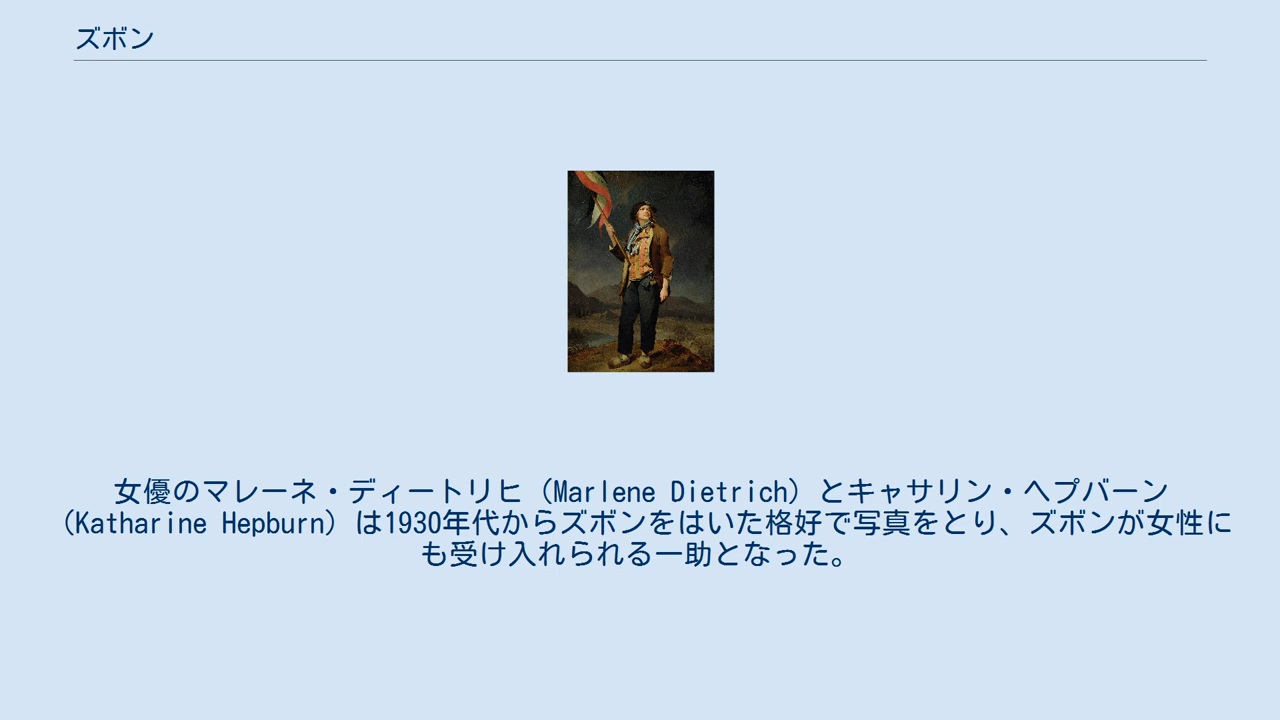 ズボン
女優のマレーネ・ディートリヒ（Marlene Dietrich）とキャサリン・ヘプバーン
（Katharine Hepburn）は1930年代からズボンをはいた格好で写真をとり、ズボンが女性に
も受け入れられる一助となった。